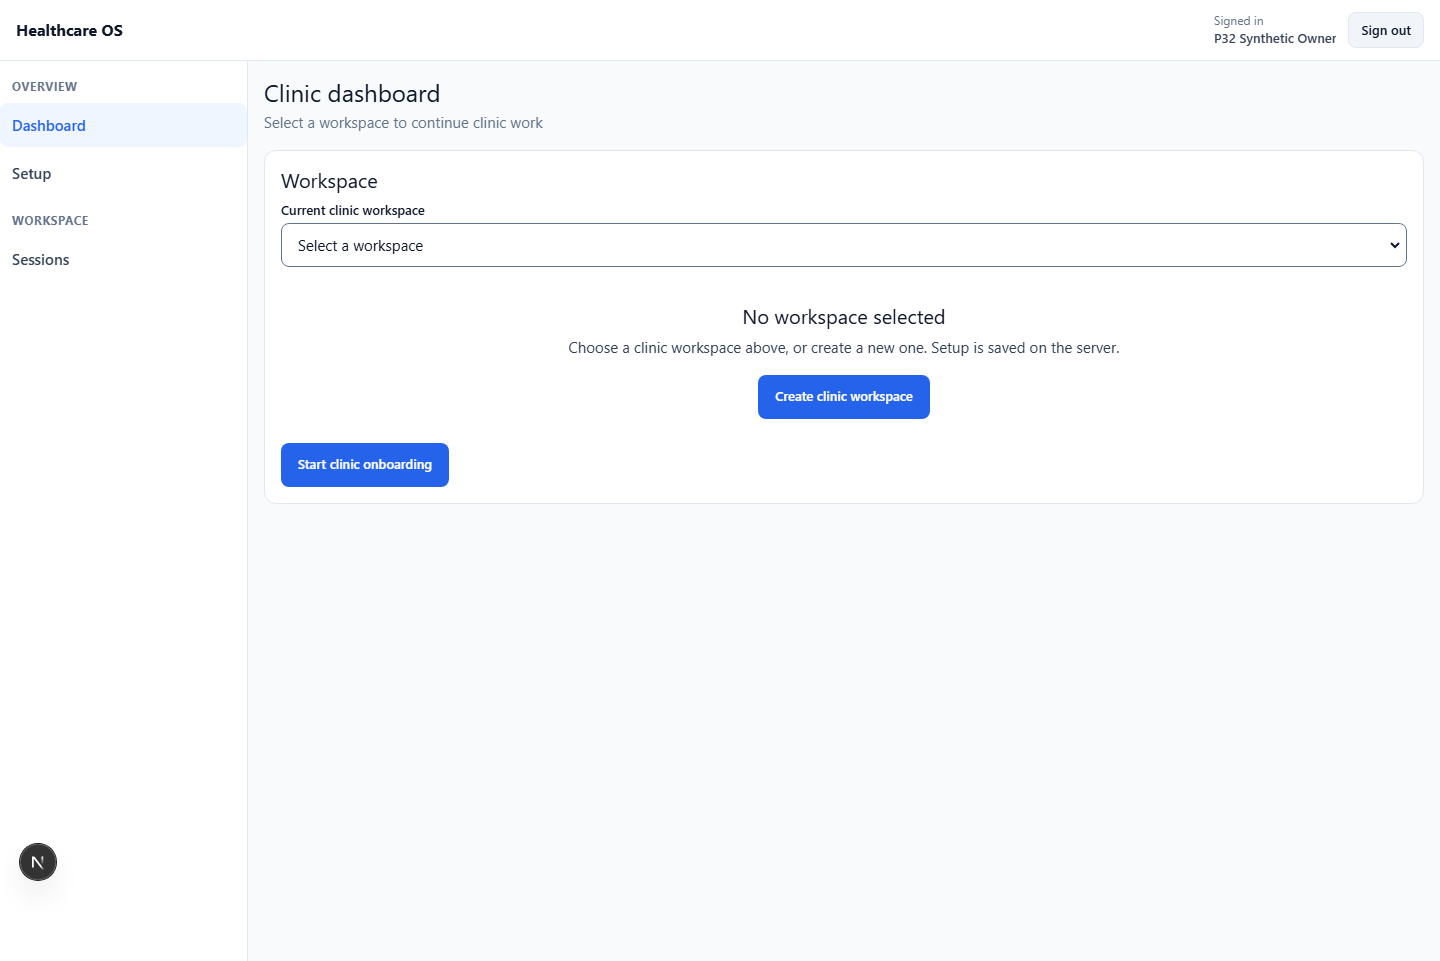 Healthcare OS
Signed in
P32 Synthetic Owner
Sign out
OVERVIEW
Dashboard
Setup
WORKSPACE
Sessions
Clinic dashboard
Select a workspace to continue clinic work
Workspace
Current clinic workspace
Select a workspace
No workspace selected
Choose a clinic workspace above, or create a new one. Setup is saved on the server.
Create clinic workspace
Start clinic onboarding
N